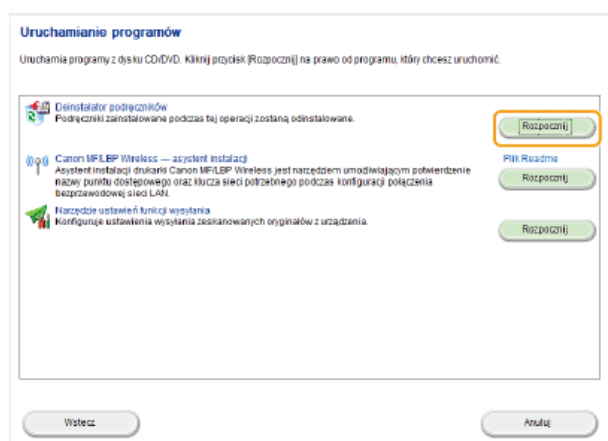 Uruchamianie programów
Uruchamia programy z dysku CD/DVD. Kliknij przycisk [Rozpocznij] na prawo od programu, który chcesz uruchomić.
Deinstalator podręczników
Podręczniki zainstalowane podczas tej operacji zostaną odinstalowane.
Rozpocznij
Canon MF/LBP Wireless — asystent instalacji
Plik Readme
Asystent instalacji drukarki Canon MF/LBP Wireless jest narzędziem umożliwiającym potwierdzenie
nazwy punktu dostępowego oraz klucza sieci potrzebnego podczas konfiguracji połączenia
bezprzewodowej sieci LAN.
Rozpocznij
Narzędzie ustawień funkcji wysyłania
Konfiguruje ustawienia wysyłania zeskanowanych oryginałów z urządzenia.
Rozpocznij
Wstecz
Anuluj